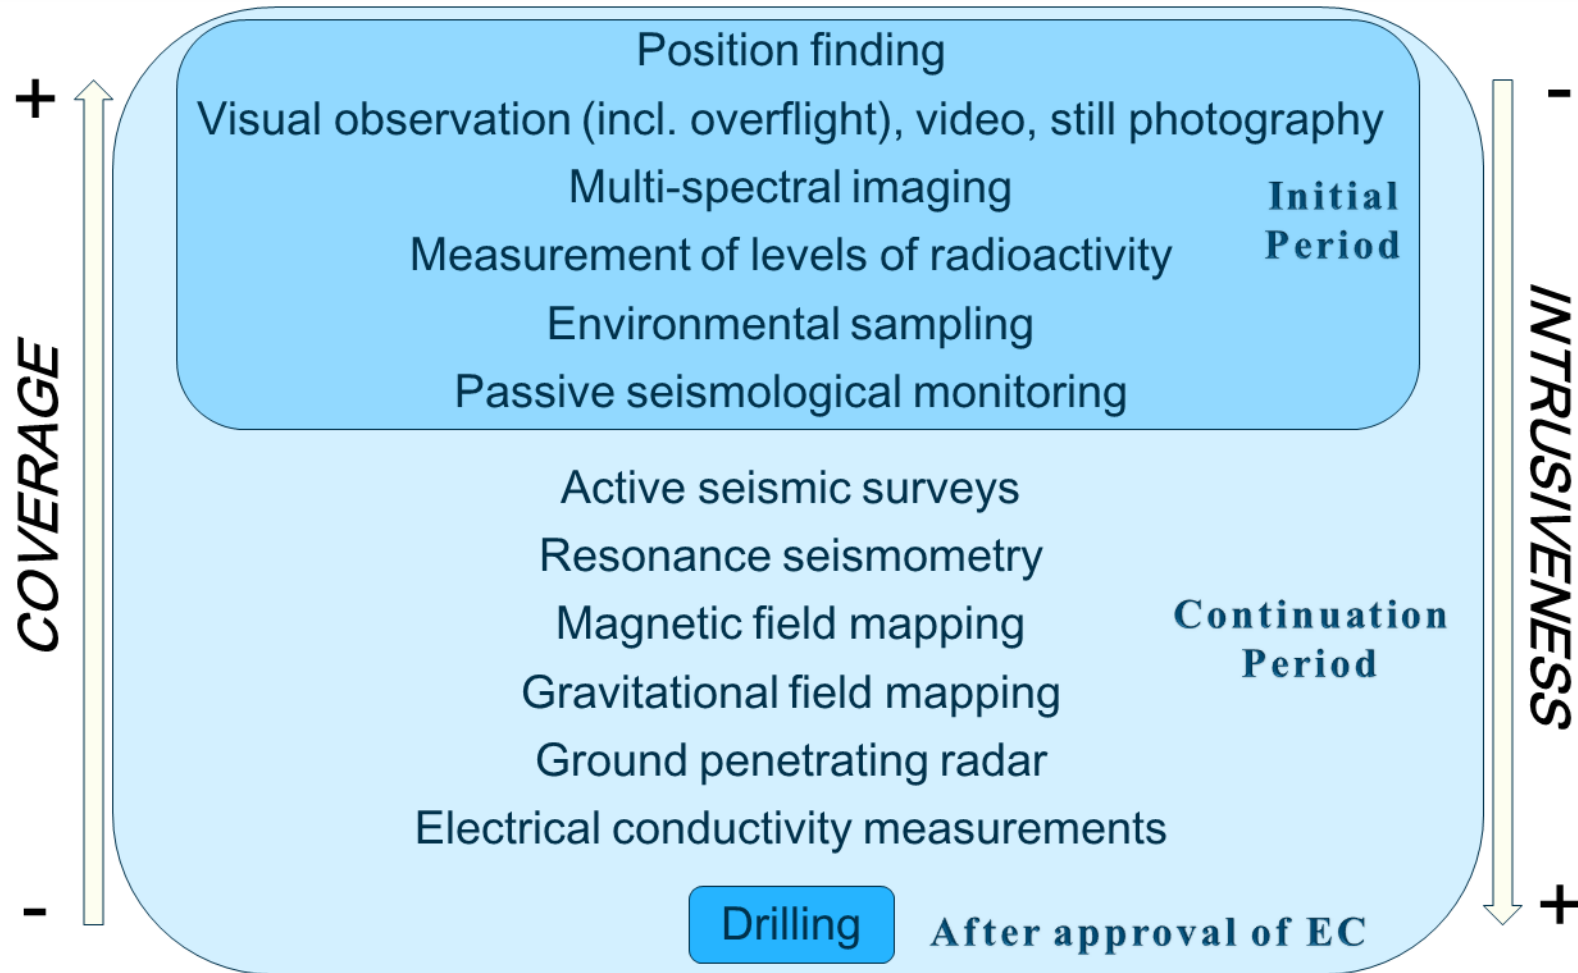 Position finding
Visual observation (incl. overflight), video, still photography
Multi-spectral imaging
Measurement of levels of radioactivity
Environmental sampling
Passive seismological monitoring
Initial
Period
Active seismic surveys
Resonance seismometry
Magnetic field mapping
Gravitational field mapping
Ground penetrating radar
Electrical conductivity measurements
Continuation
Period
Drilling
After approval of EC
+
COVERAGE
-
-
INTRUSIVENESS
+